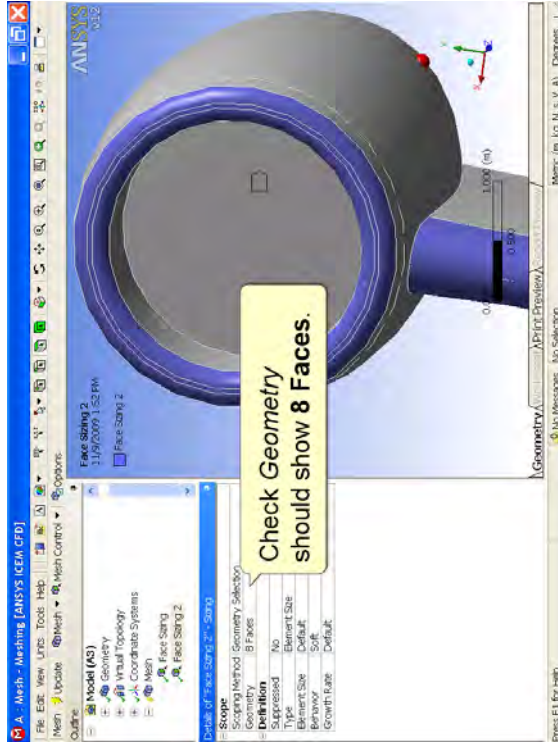 A : Mesh - Meshing [ANSYS ICEM CFD]
File Edit View Units Tools Help
Mesh Update Mesh Mesh Control Options
Outline
Model (A3)
Geometry
Virtual Topology
Coordinate Systems
Mesh
Face Sizing
Face Sizing 2
Details of "Face Sizing 2" - Sizing
Scope
Scoping Method Geometry Selection
Geometry 8 Faces
Definition
Suppressed No
Type Element Size
Element Size Default
Behavior Soft
Growth Rate Default
Face Sizing 2
11/9/2009 1:52 PM
Face Sizing 2
ANSYS
v12
Check Geometry
should show 8 Faces.
1.000 (m)
0.500
X
Y
Z
Geometry Print Preview
Press F1 for Help
No Messages No Selection
Metric (m, kg, N, s, V, A) Degrees